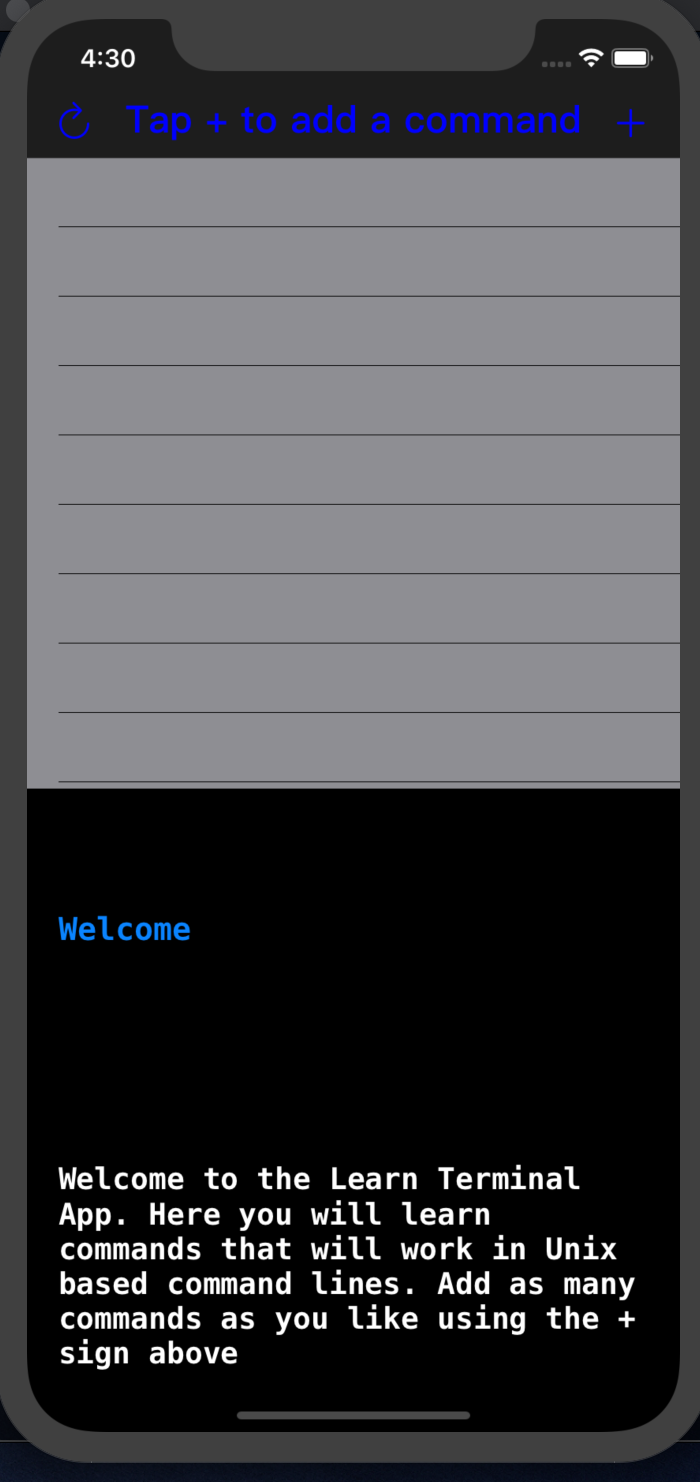 4:30
Tap + to add a command +
Welcome
Welcome to the Learn Terminal
App. Here you will learn
commands that will work in Unix
based command lines. Add as many
commands as you like using the +
sign above